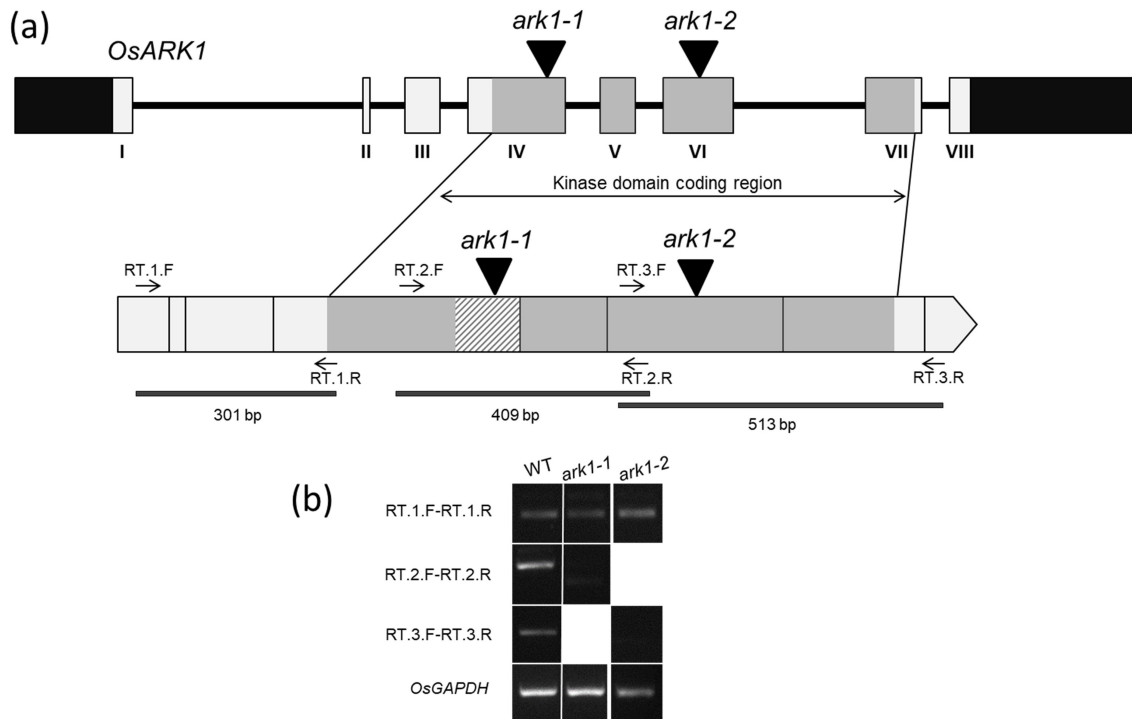 (a)
OsARK1
ark1-1
ark1-2
I
II
III
IV
V
VI
VII
VIII
Kinase domain coding region
ark1-1
ark1-2
RT.1.F
RT.2.F
RT.3.F
RT.1.R
RT.2.R
RT.3.R
301 bp
409 bp
513 bp
(b)
WT
ark1-1
ark1-2
RT.1.F-RT.1.R
RT.2.F-RT.2.R
RT.3.F-RT.3.R
OsGAPDH